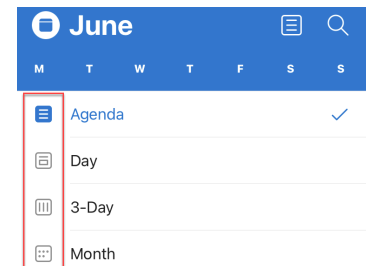 June
M T W T F S S
Agenda
Day
3-Day
Month